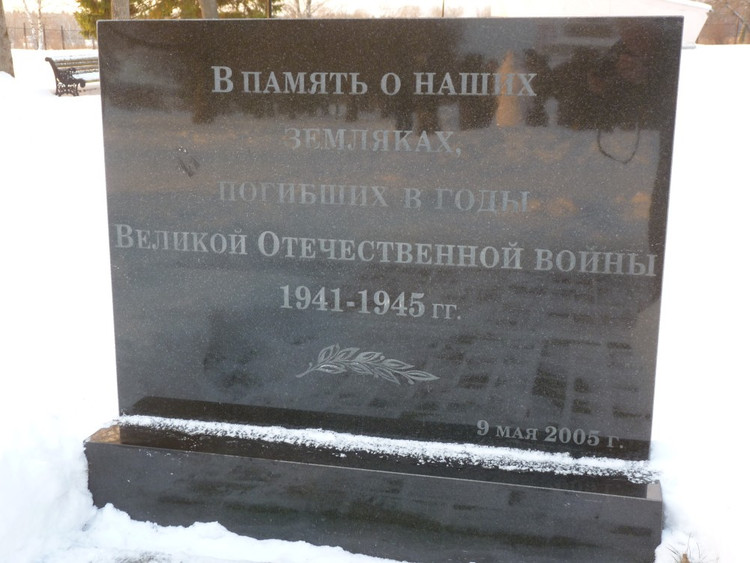 В ПАМЯТЬ О НАШИХ
ЗЕМЛЯКАХ,
ПОГИБШИХ В ГОДЫ
ВЕЛИКОЙ ОТЕЧЕСТВЕННОЙ ВОЙНЫ
1941-1945 ГГ.
9 МАЯ 2005 Г.